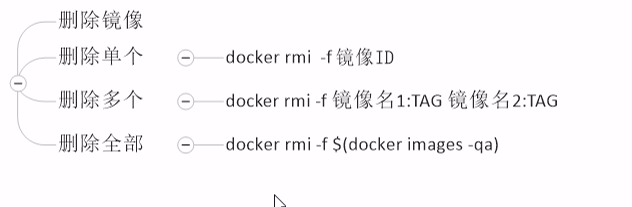 删除镜像
删除单个 docker rmi -f 镜像ID
删除多个 docker rmi -f 镜像名1:TAG 镜像名2:TAG
删除全部 docker rmi -f $(docker images -qa)